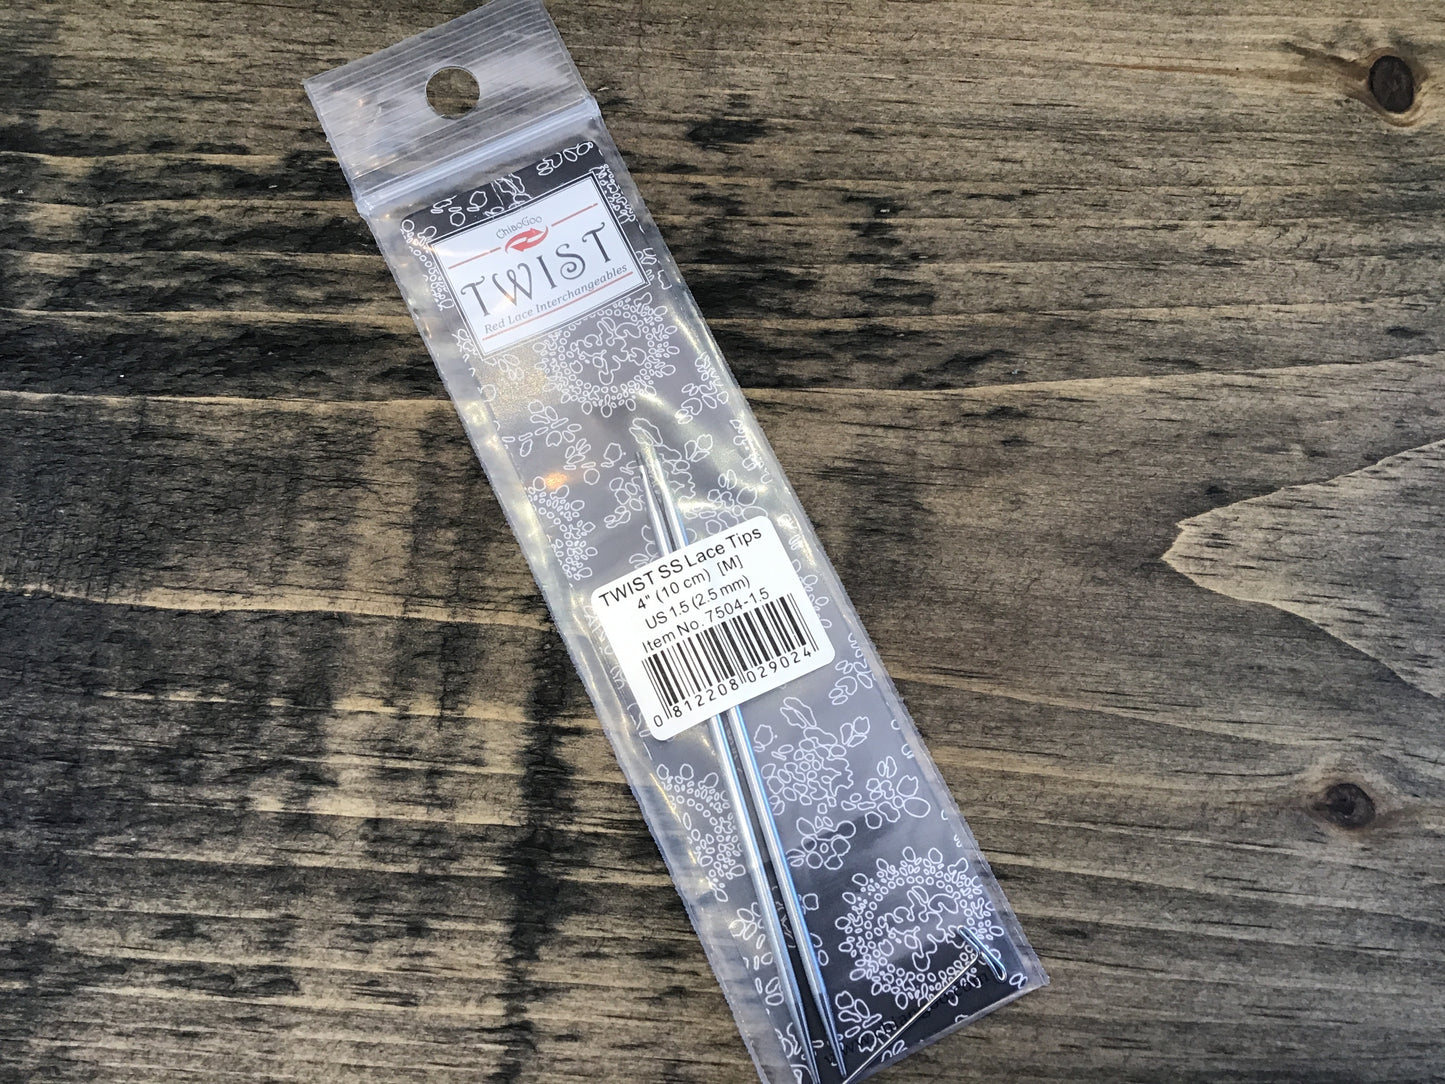 ChiaoGoo
TWIST
Red Lace Interchangeables
TWIST SS Lace Tips
4" (10 cm) [M]
US 1.5 (2.5 mm)
Item No. 7504-1.5
0 812208 029024